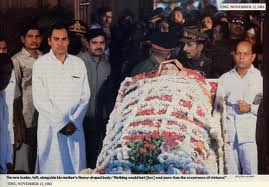 TIME, NOVEMBER 12, 1984
The new leader, left, alongside his mother's flower-draped body: "Nothing would hurt [her] soul more than the occurrence of violence"
TIME, NOVEMBER 12, 1984